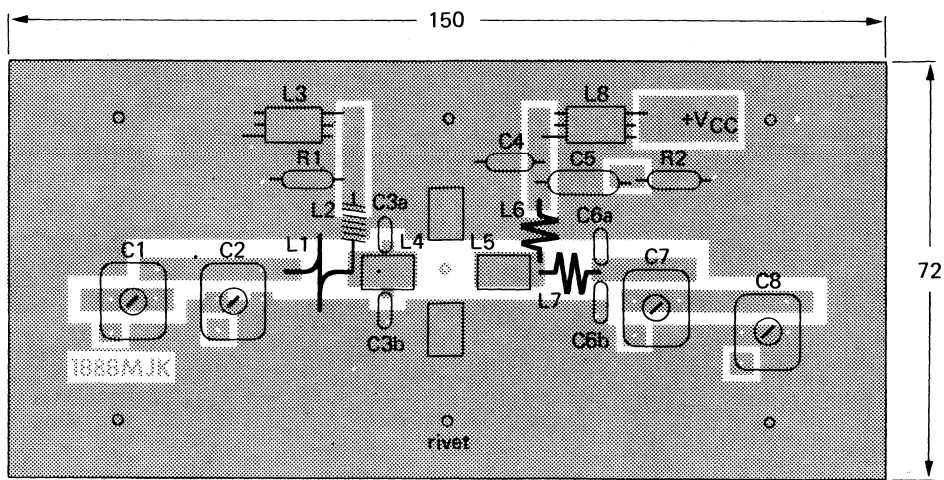 150
L3
L8
+VCC
C4
R1
C5
R2
L2
C3a
L6
C6a
C1
C2
L1
L4
L5
C7
72
L7
C8
C3b
C6b
1888MJK
rivet